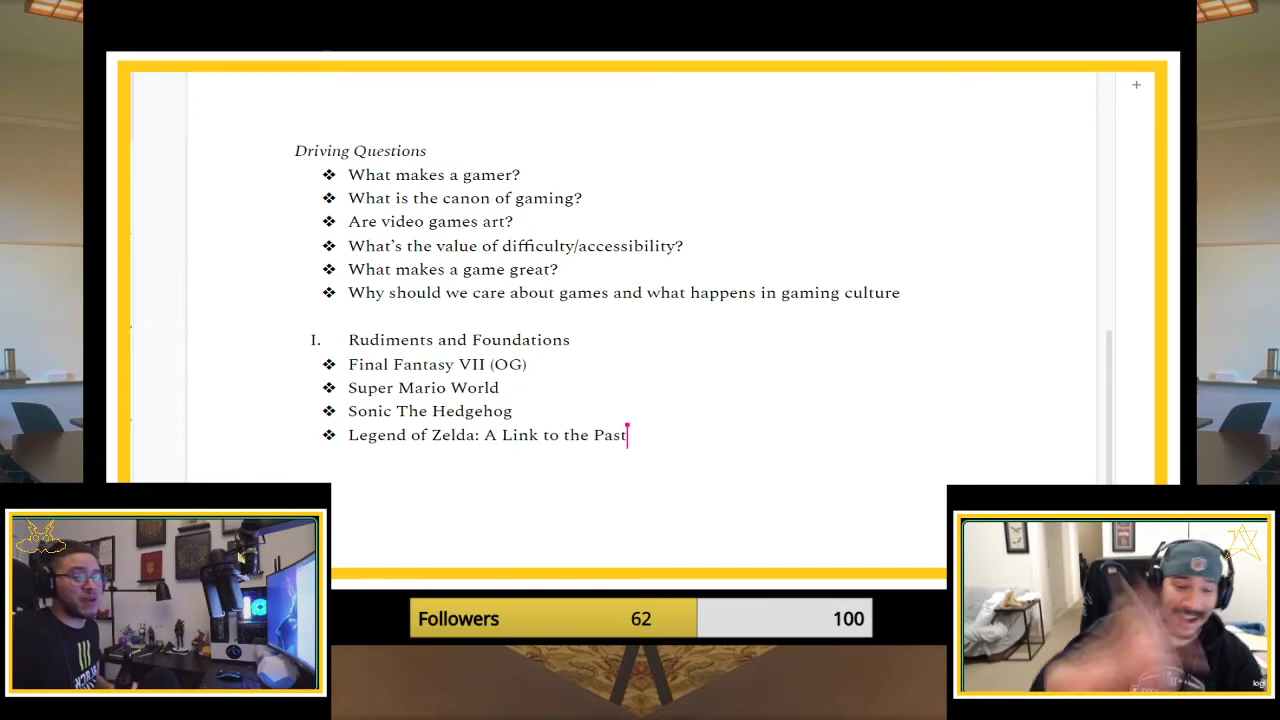 Driving Questions
❖ What makes a gamer?
❖ What is the canon of gaming?
❖ Are video games art?
❖ What's the value of difficulty/accessibility?
❖ What makes a game great?
❖ Why should we care about games and what happens in gaming culture
I. Rudiments and Foundations
❖ Final Fantasy VII (OG)
❖ Super Mario World
❖ Sonic The Hedgehog
❖ Legend of Zelda: A Link to the Past
Followers 62 100
logi